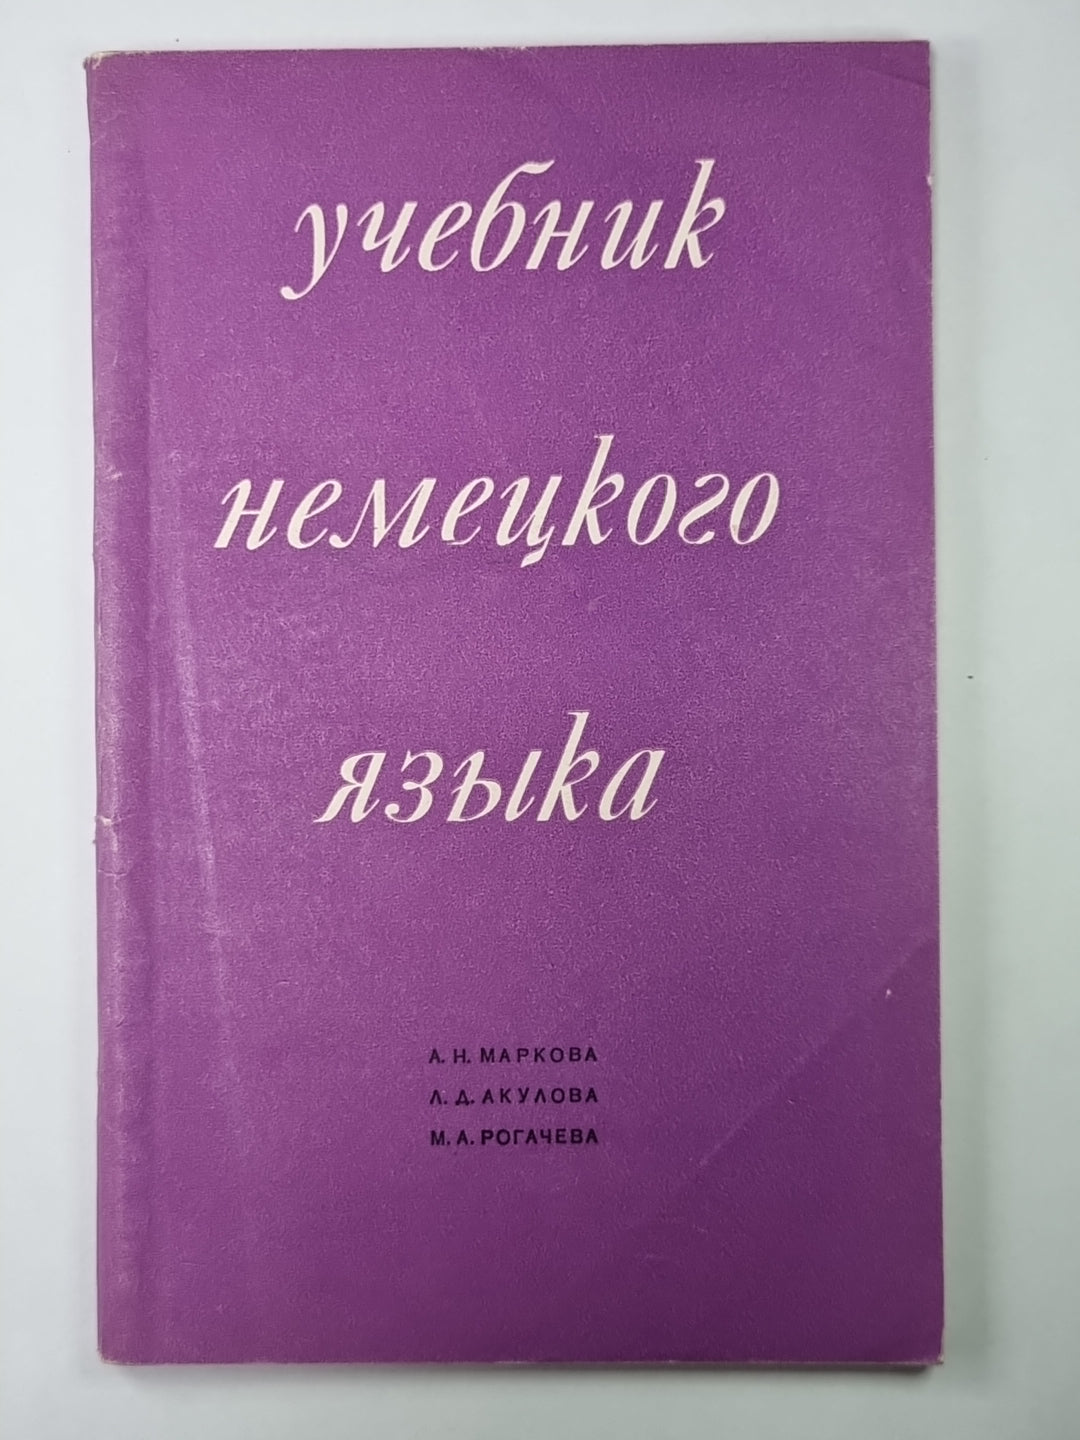 учебник
немецкого
языка
А. Н. МАРКОВА
Л. Д. АКУЛОВА
М. А. РОГАЧЕВА